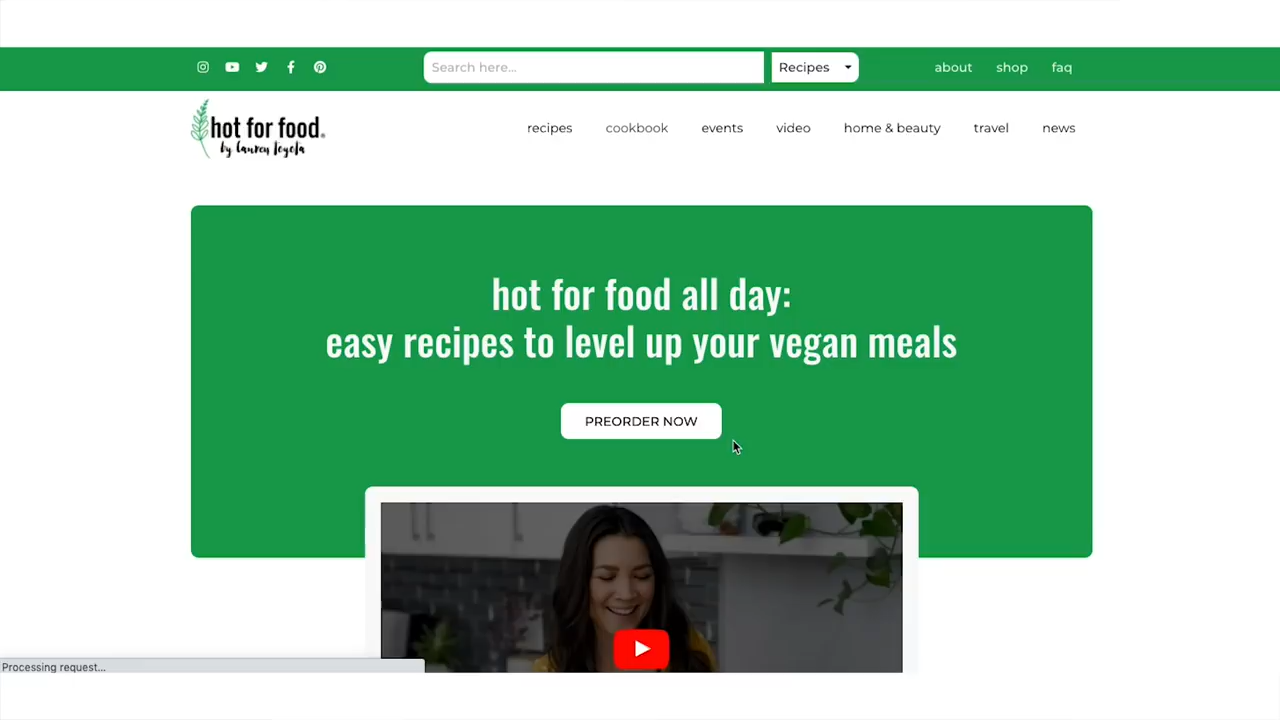 Search here...
Recipes
about
shop
faq
hot for food®
by lauren toyota
recipes
cookbook
events
video
home & beauty
travel
news
hot for food all day:
easy recipes to level up your vegan meals
PREORDER NOW
Processing request...